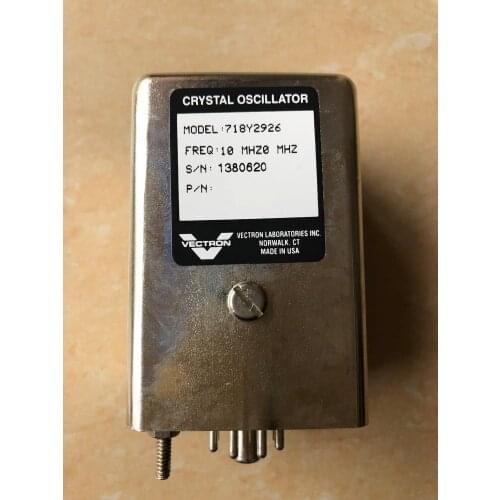 CRYSTAL OSCILLATOR
MODEL:718Y2926
FREQ:10 MHZ0 MHZ
S/N: 1380620
P/N:
VECTRON
VECTRON LABORATORIES INC.
NORWALK, CT
MADE IN USA